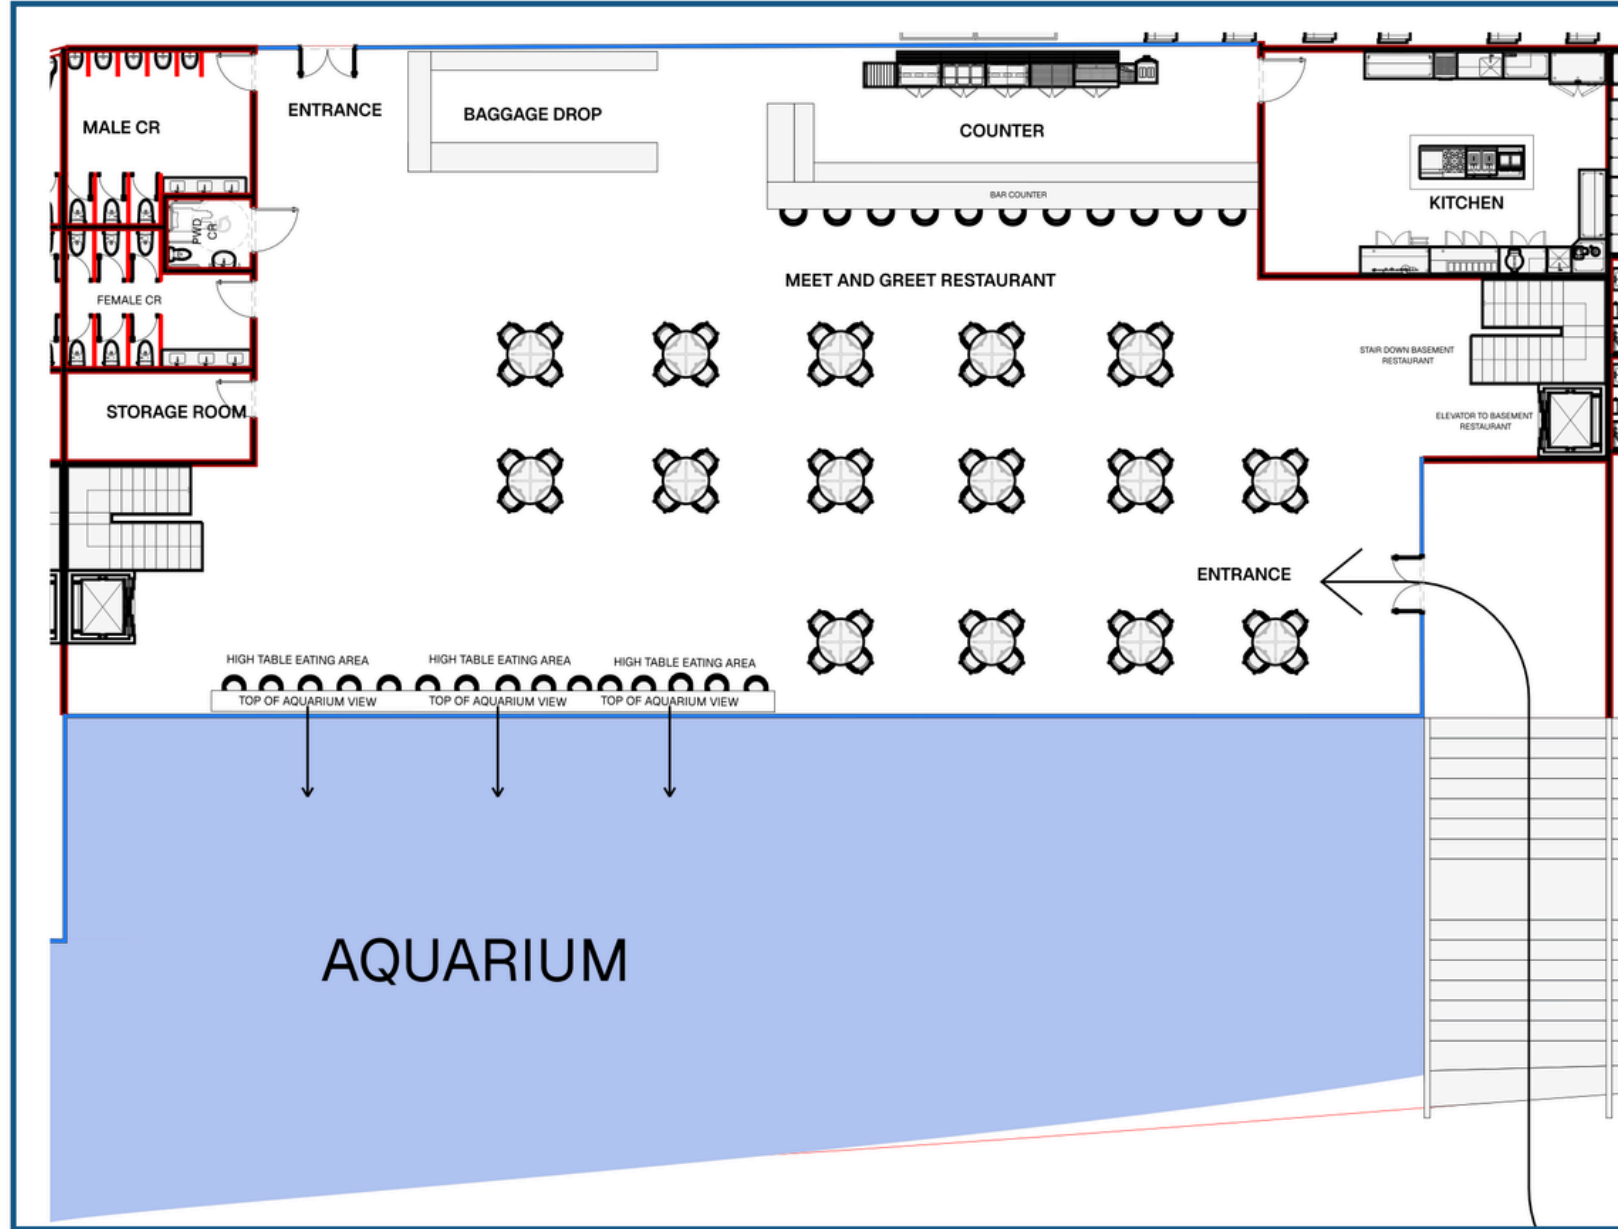 ENTRANCE
BAGGAGE DROP
MALE CR
COUNTER
BAR COUNTER
KITCHEN
PWD
CR
MEET AND GREET RESTAURANT
FEMALE CR
STAIR DOWN BASEMENT
RESTAURANT
STORAGE ROOM
ELEVATOR TO BASEMENT
RESTAURANT
ENTRANCE
HIGH TABLE EATING AREA
HIGH TABLE EATING AREA
HIGH TABLE EATING AREA
TOP OF AQUARIUM VIEW
TOP OF AQUARIUM VIEW
TOP OF AQUARIUM VIEW
AQUARIUM